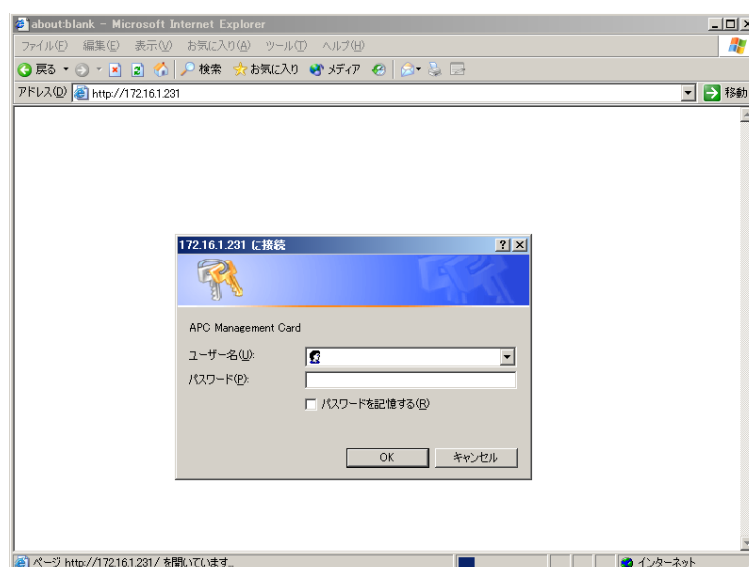 about:blank - Microsoft Internet Explorer
ファイル(F) 編集(E) 表示(V) お気に入り(A) ツール(T) ヘルプ(H)
戻る 検索 お気に入り メディア
アドレス(D) http://172.16.1.231 移動
172.16.1.231 に接続
APC Management Card
ユーザー名(U):
パスワード(P):
パスワードを記憶する(R)
OK キャンセル
ページ http://172.16.1.231/ を開いています... インターネット